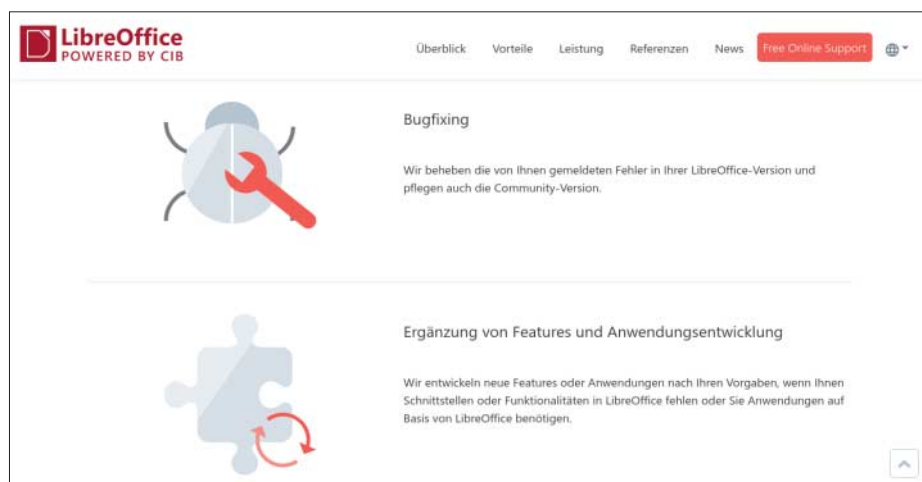 LibreOffice
POWERED BY CIB
Überblick Vorteile Leistung Referenzen News Free Online Support
Bugfixing
Wir beheben die von Ihnen gemeldeten Fehler in Ihrer LibreOffice-Version und
pflegen auch die Community-Version.
Ergänzung von Features und Anwendungsentwicklung
Wir entwickeln neue Features oder Anwendungen nach Ihren Vorgaben, wenn Ihnen
Schnittstellen oder Funktionalitäten in LibreOffice fehlen oder Sie Anwendungen auf
Basis von LibreOffice benötigen.